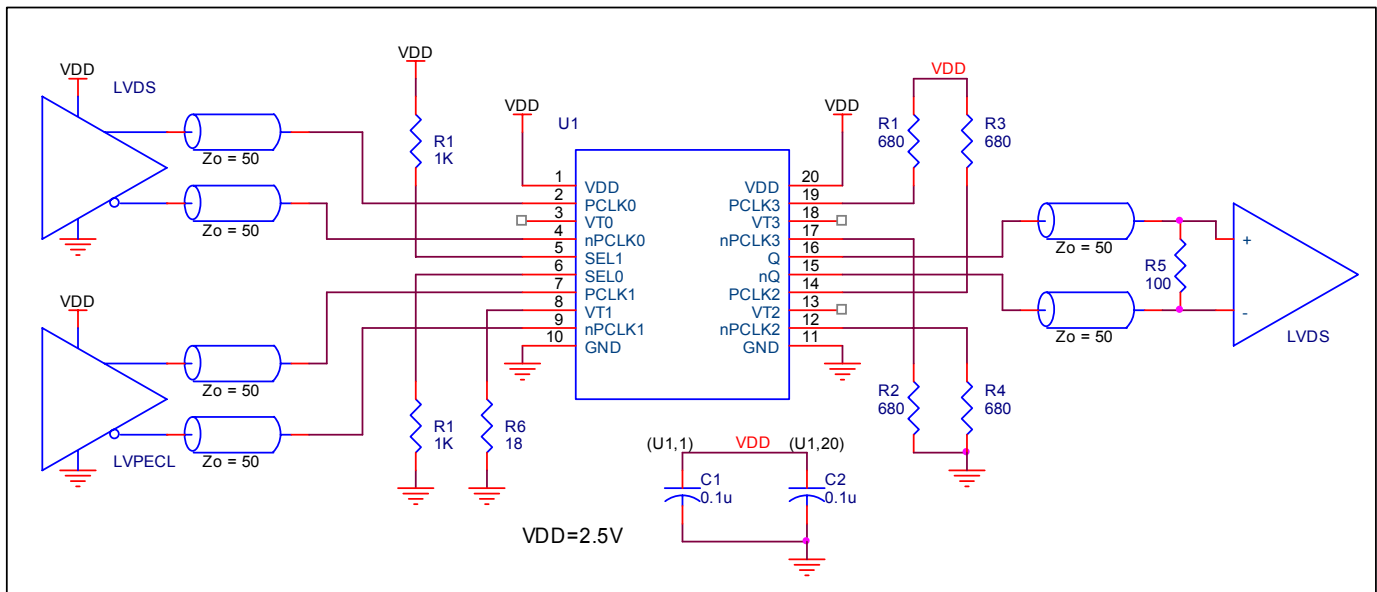 VDD
LVDS
Zo = 50
Zo = 50
VDD
R1
1K
VDD
U1
VDD
VDD
R1
680
R3
680
1
VDD
2
PCLK0
3
VT0
4
nPCLK0
5
SEL1
6
SEL0
7
PCLK1
8
VT1
9
nPCLK1
10
GND
20
VDD
19
PCLK3
18
VT3
17
nPCLK3
16
Q
15
nQ
14
PCLK2
13
VT2
12
nPCLK2
11
GND
Zo = 50
Zo = 50
R5
100
+
-
LVDS
VDD
Zo = 50
Zo = 50
LVPECL
R1
1K
R6
18
R2
680
R4
680
(U1,1)
VDD
(U1,20)
C1
0.1u
C2
0.1u
VDD=2.5V